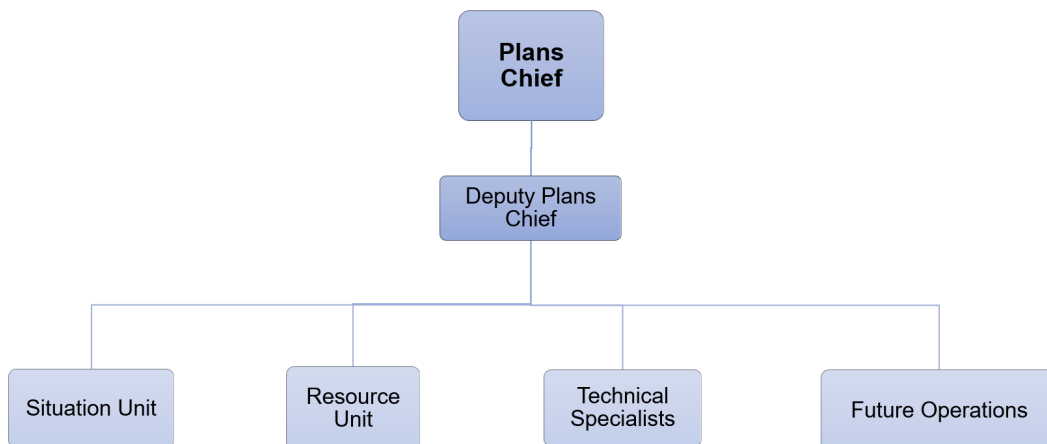 Plans
Chief
Deputy Plans
Chief
Situation Unit
Resource
Unit
Technical
Specialists
Future Operations